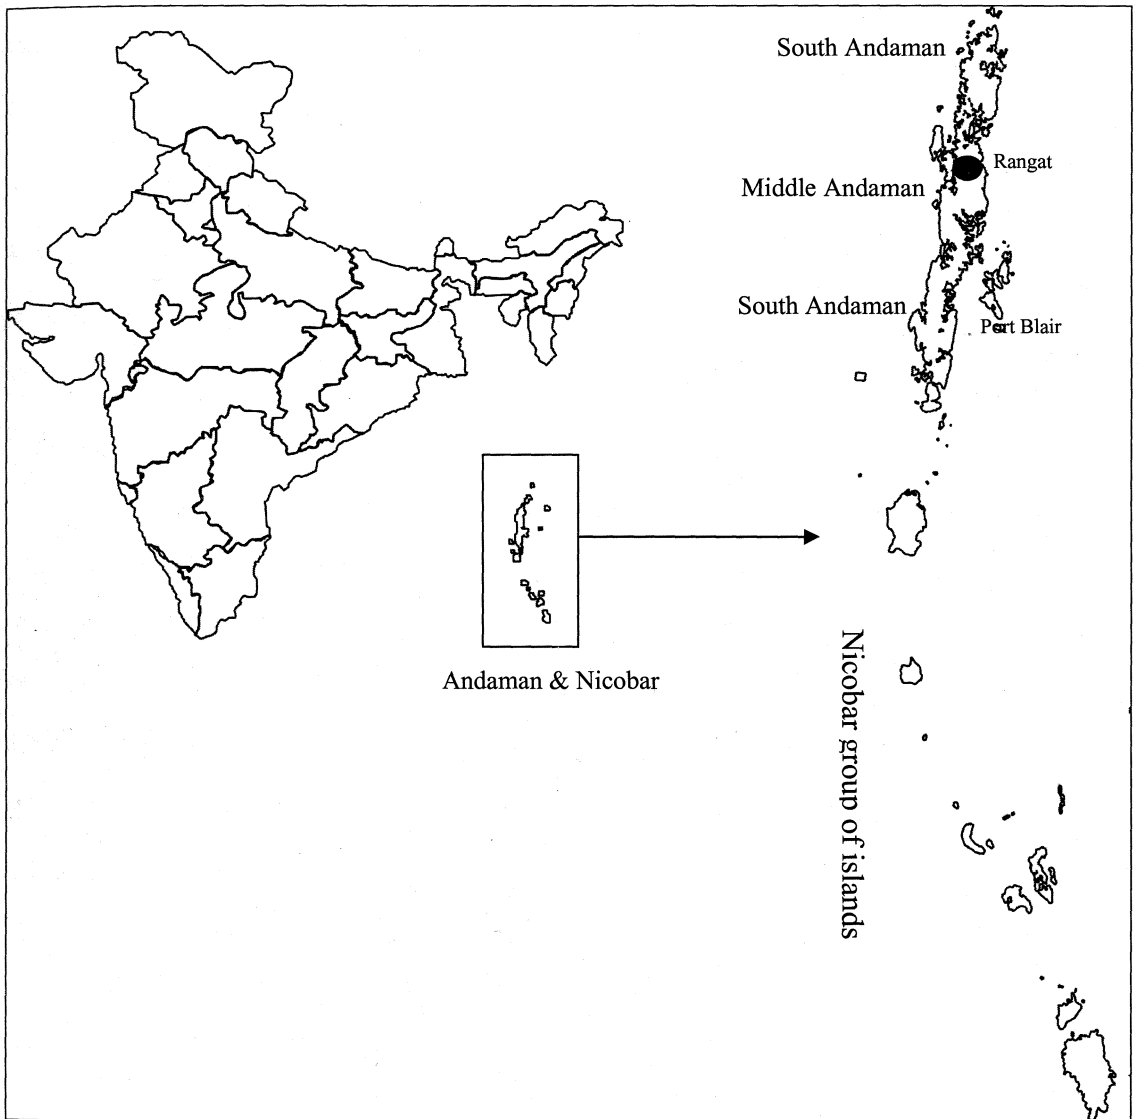 South Andaman
Rangat
Middle Andaman
South Andaman
Port Blair
Andaman & Nicobar
Nicobar group of islands